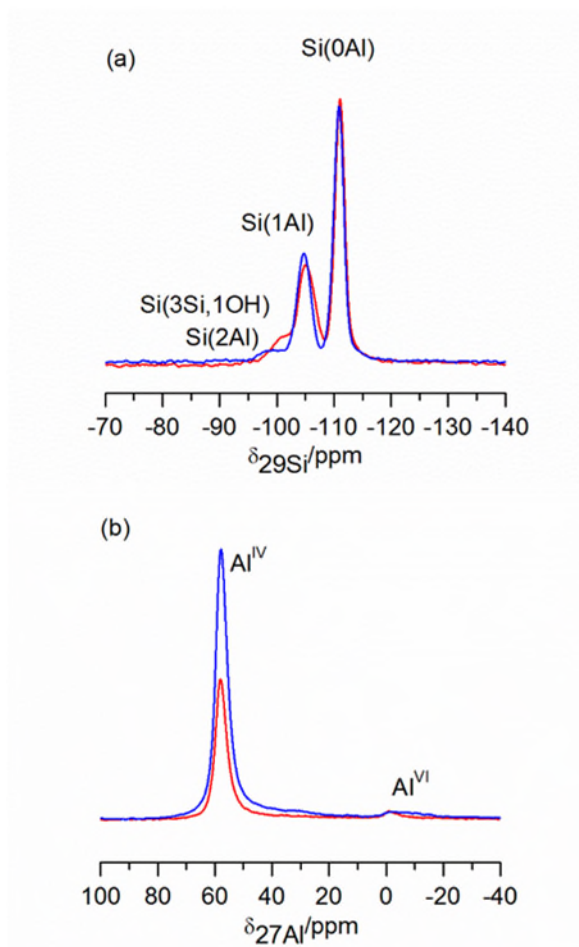 (a)
Si(0Al)
Si(1Al)
Si(3Si,1OH)
Si(2Al)
-70 -80 -90 -100 -110 -120 -130 -140
δ29Si/ppm
(b)
AlIV
AlVI
100 80 60 40 20 0 -20 -40
δ27Al/ppm